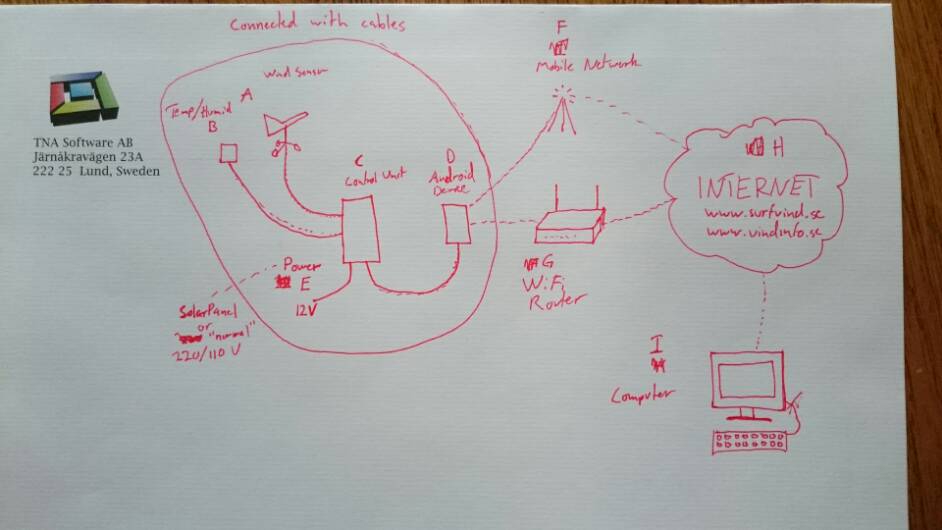 Connected with cables
F
Mobile Network
Wind Sensor
A
Temp/Humid
B
TNA Software AB
Järnåkravägen 23A
222 25 Lund, Sweden
C
Control Unit
D
Android
Device
H
INTERNET
www.surfvind.se
www.vindinfo.se
Power
E
12V
G
WiFi
Router
Solar Panel
or
"normal"
220/110 V
I
Computer